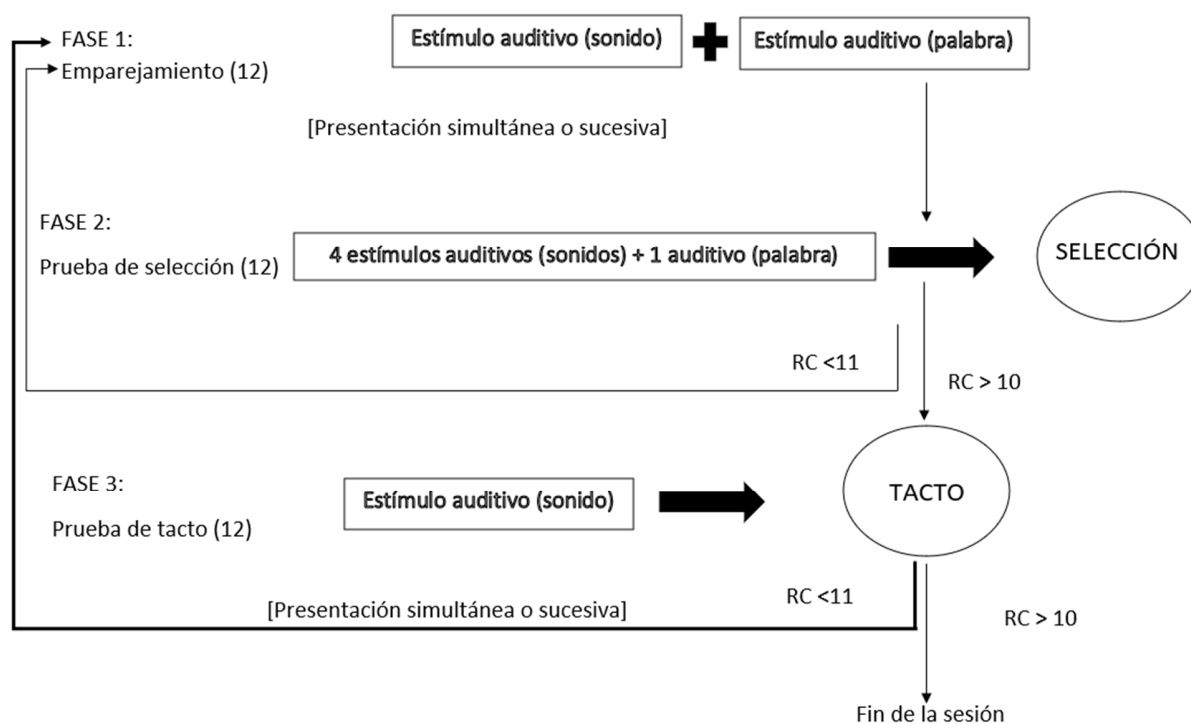 FASE 1:
Emparejamiento (12)
Estímulo auditivo (sonido)
Estímulo auditivo (palabra)
[Presentación simultánea o sucesiva]
FASE 2:
Prueba de selección (12)
4 estímulos auditivos (sonidos) + 1 auditivo (palabra)
SELECCIÓN
RC <11
RC > 10
FASE 3:
Prueba de tacto (12)
Estímulo auditivo (sonido)
TACTO
[Presentación simultánea o sucesiva]
RC <11
RC > 10
Fin de la sesión